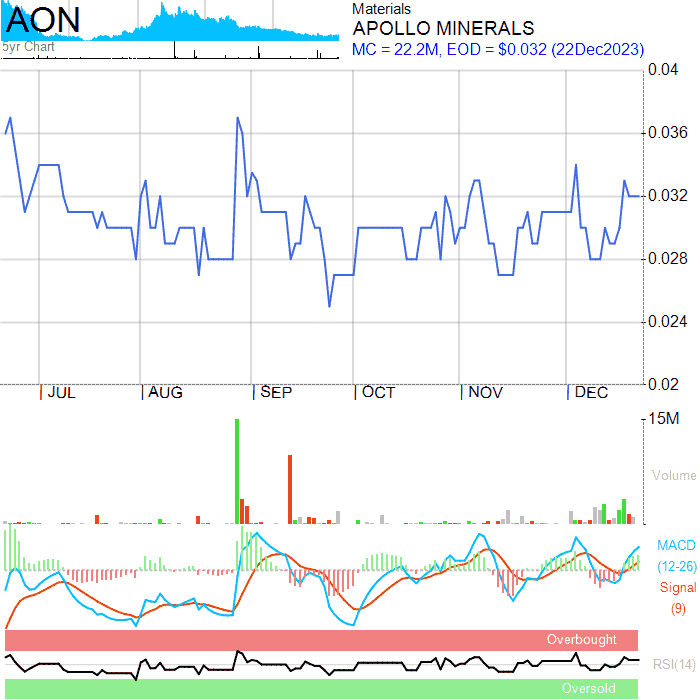 AON
5yr Chart
Materials
APOLLO MINERALS
MC = 22.2M, EOD = $0.032 (22Dec2023)
0.04
0.036
0.032
0.028
0.024
0.02
JUL AUG SEP OCT NOV DEC
15M
Volume
MACD
(12-26)
Signal
(9)
Overbought
RSI(14)
Oversold